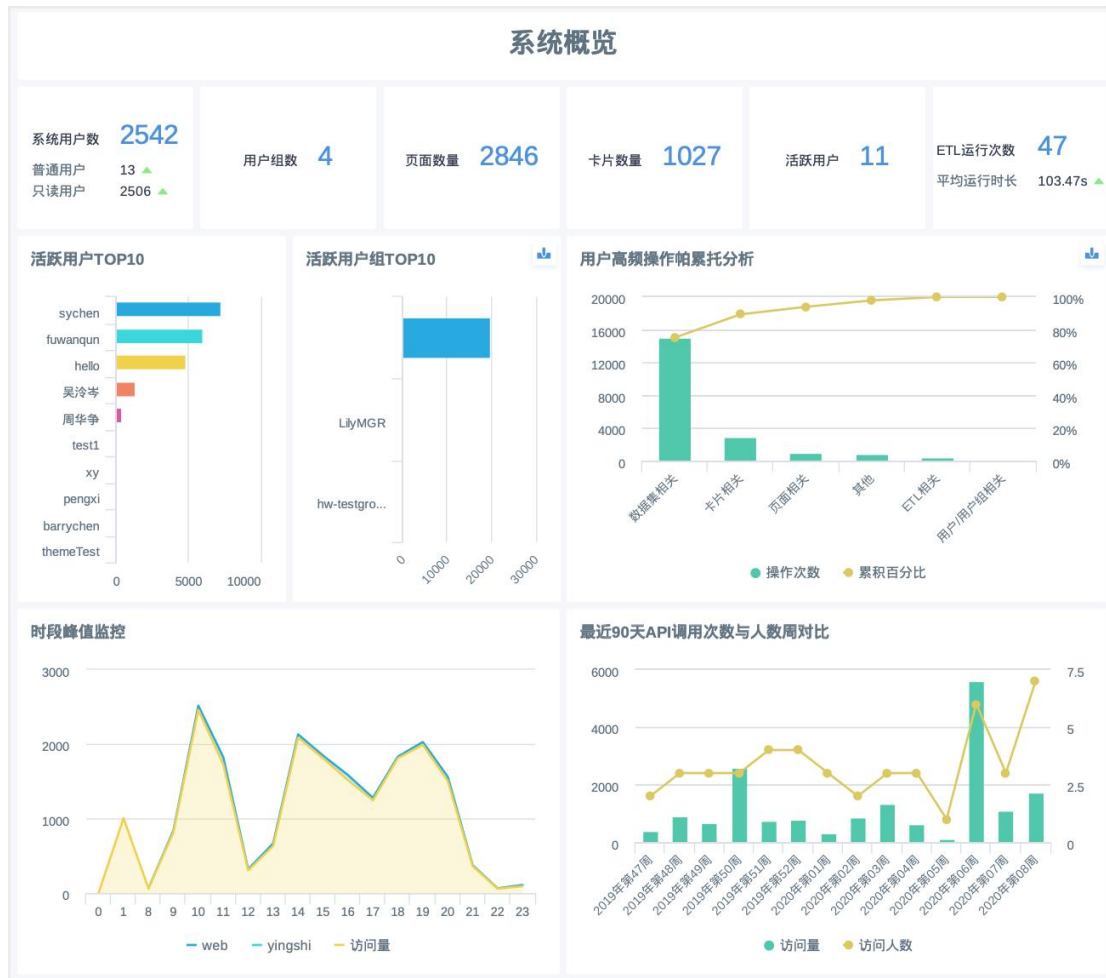 系统概览
系统用户数 2542
普通用户 13
只读用户 2506
用户组数 4
页面数量 2846
卡片数量 1027
活跃用户 11
ETL运行次数 47
平均运行时长 103.47s
活跃用户TOP10
sychen
fuwanqun
hello
吴泠岑
周华争
test1
xy
pengxi
barrychen
themeTest
0 5000 10000
活跃用户组TOP10
LilyMGR
hw-testgro...
0 10000 20000 30000
用户高频操作帕累托分析
20000 100%
16000 80%
12000 60%
8000 40%
4000 20%
0 0%
数据集相关 卡片相关 页面相关 其他 ETL相关 用户/用户组相关
操作次数 累积百分比
时段峰值监控
3000
2000
1000
0
0 1 8 9 10 11 12 13 14 15 16 17 18 19 20 21 22 23
web yingshi 访问量
最近90天API调用次数与人数周对比
6000 7.5
4000 5
2000 2.5
0 0
2019年第47周 2019年第48周 2019年第49周 2019年第50周 2019年第51周 2019年第52周 2020年第01周 2020年第02周 2020年第03周 2020年第04周 2020年第05周 2020年第06周 2020年第07周 2020年第08周
访问量 访问人数